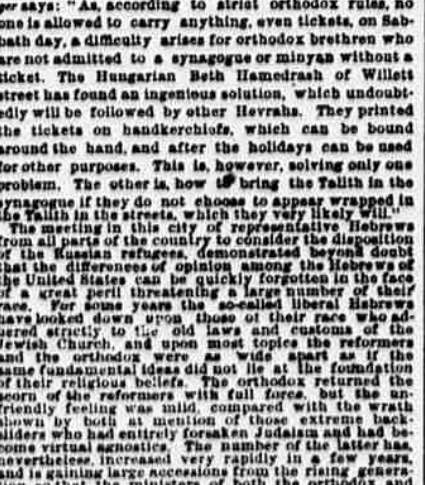 ger says: "As, according to strict orthodox rules, no
one is allowed to carry anything, even tickets, on Sab-
bath day, a difficulty arises for orthodox brethren who
are not admitted to a synagogue or minyan without a
ticket. The Hungarian Beth Hamedrash of Willett
street has found an ingenious solution, which undoubt-
edly will be followed by other Hevrahs. They printed
the tickets on handkerchiefs, which can be bound
around the hand, and after the holidays can be used
for other purposes. This is, however, solving only one
problem. The other is, how to bring the Talith in the
synagogue if they do not choose to appear wrapped in
the Talith in the streets, which they very likely will."
The meeting in this city of representative Hebrews
from all parts of the country to consider the disposition
of the Russian refugees, demonstrated beyond doubt
that the differences of opinion among the Hebrews of
the United States can be quickly forgotten in the face
of a great peril threatening a large number of their
race. For some years the so-called liberal Hebrews
have looked down upon those of their race who ad-
hered strictly to the old laws and customs of the
Jewish Church, and upon most topics the reformers
and the orthodox were as wide apart as if the
same fundamental ideas did not lie at the foundation
of their religious beliefs. The orthodox returned the
scorn of the reformers with full force, but the un-
friendly feeling was mild, compared with the wrath
shown by both at mention of those extreme back-
sliders who had entirely forsaken Judaism and had be-
come virtual agnostics. The number of the latter has,
nevertheless, increased very rapidly in a few years,
and is gaining large accessions from the rising genera-
that the ministers of both the orthodox and